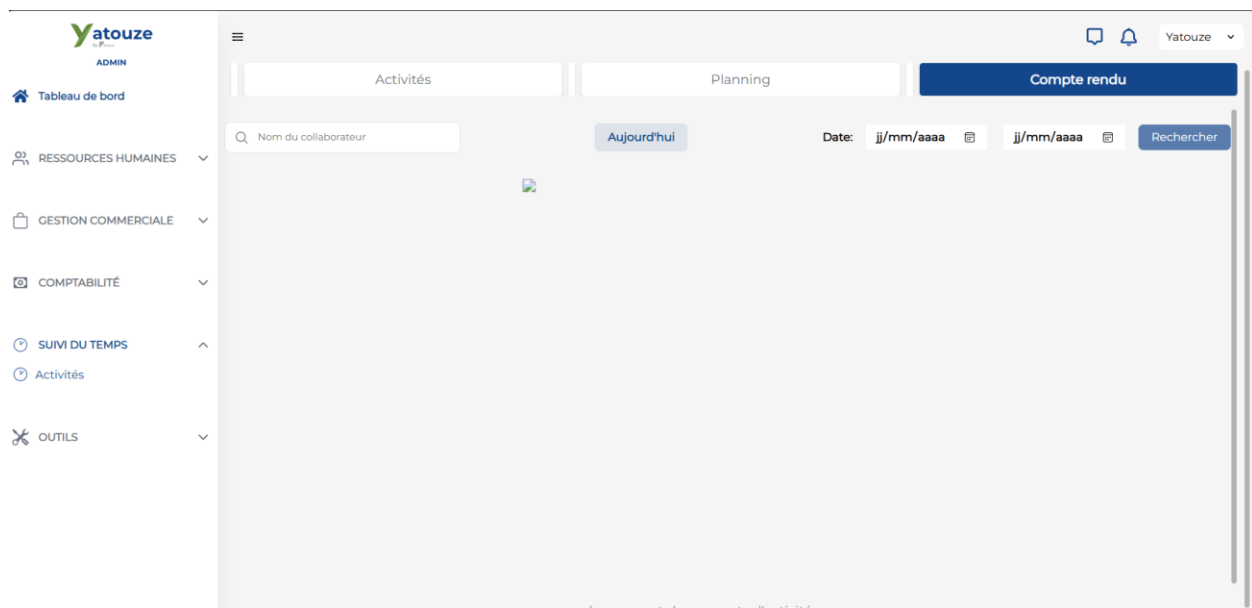 Yatouze
ADMIN
Yatouze
Tableau de bord
Activités
Planning
Compte rendu
Nom du collaborateur
Aujourd'hui
Date:
jj/mm/aaaa
jj/mm/aaaa
Rechercher
RESSOURCES HUMAINES
GESTION COMMERCIALE
COMPTABILITÉ
SUIVI DU TEMPS
Activités
OUTILS